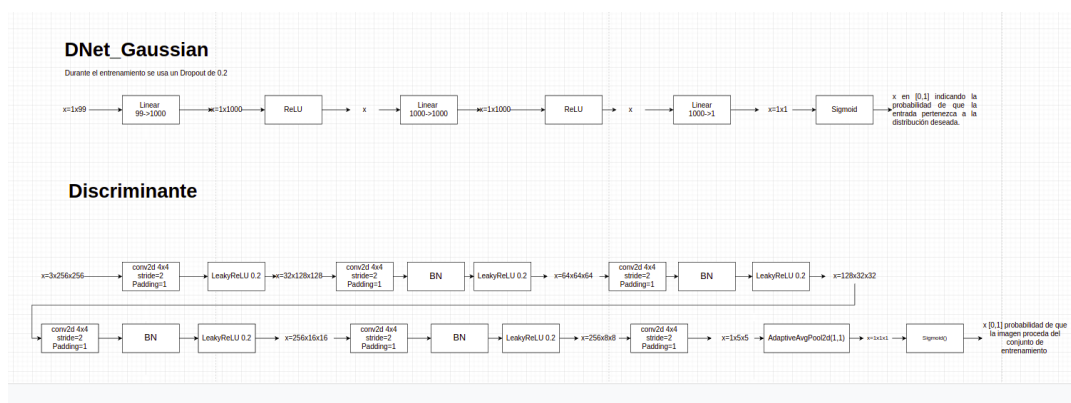 DNet_Gaussian
Durante el entrenamiento se usa un Dropout de 0.2
x=1x99
Linear
99->1000
x=1x1000
ReLU
x
Linear
1000->1000
x=1x1000
ReLU
x
Linear
1000->1
x=1x1
Sigmoid
x en [0,1] indicando la
probabilidad de que la
entrada pertenezca a la
distribución deseada.
Discriminante
x=3x256x256
conv2d 4x4
stride=2
Padding=1
LeakyReLU 0.2
x=32x128x128
conv2d 4x4
stride=2
Padding=1
BN
LeakyReLU 0.2
x=64x64x64
conv2d 4x4
stride=2
Padding=1
BN
LeakyReLU 0.2
x=128x32x32
conv2d 4x4
stride=2
Padding=1
BN
LeakyReLU 0.2
x=256x16x16
conv2d 4x4
stride=2
Padding=1
BN
LeakyReLU 0.2
x=256x8x8
conv2d 4x4
stride=2
Padding=1
x=1x5x5
AdaptiveAvgPool2d(1,1)
x=1x1x1
Sigmoid()
x [0,1] probabilidad de que
la imagen proceda del
conjunto de
entrenamiento